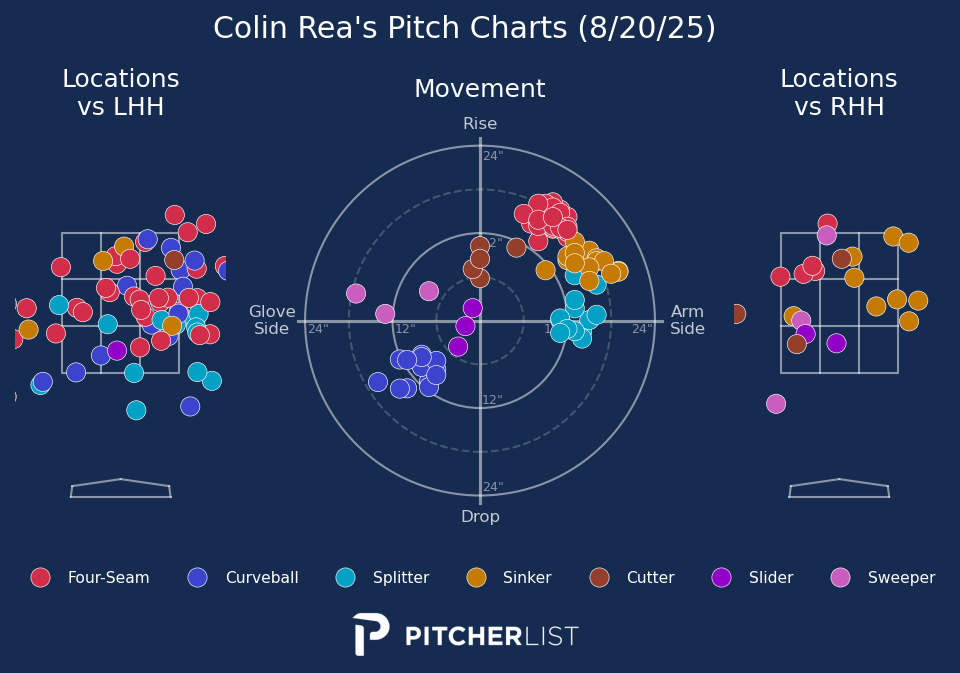 Colin Rea's Pitch Charts (8/20/25)
Locations
vs LHH
Movement
Locations
vs RHH
Rise
24"
12"
Glove
Side
24"
12"
12"
24"
Arm
Side
12"
24"
Drop
Four-Seam
Curveball
Splitter
Sinker
Cutter
Slider
Sweeper
PITCHERLIST